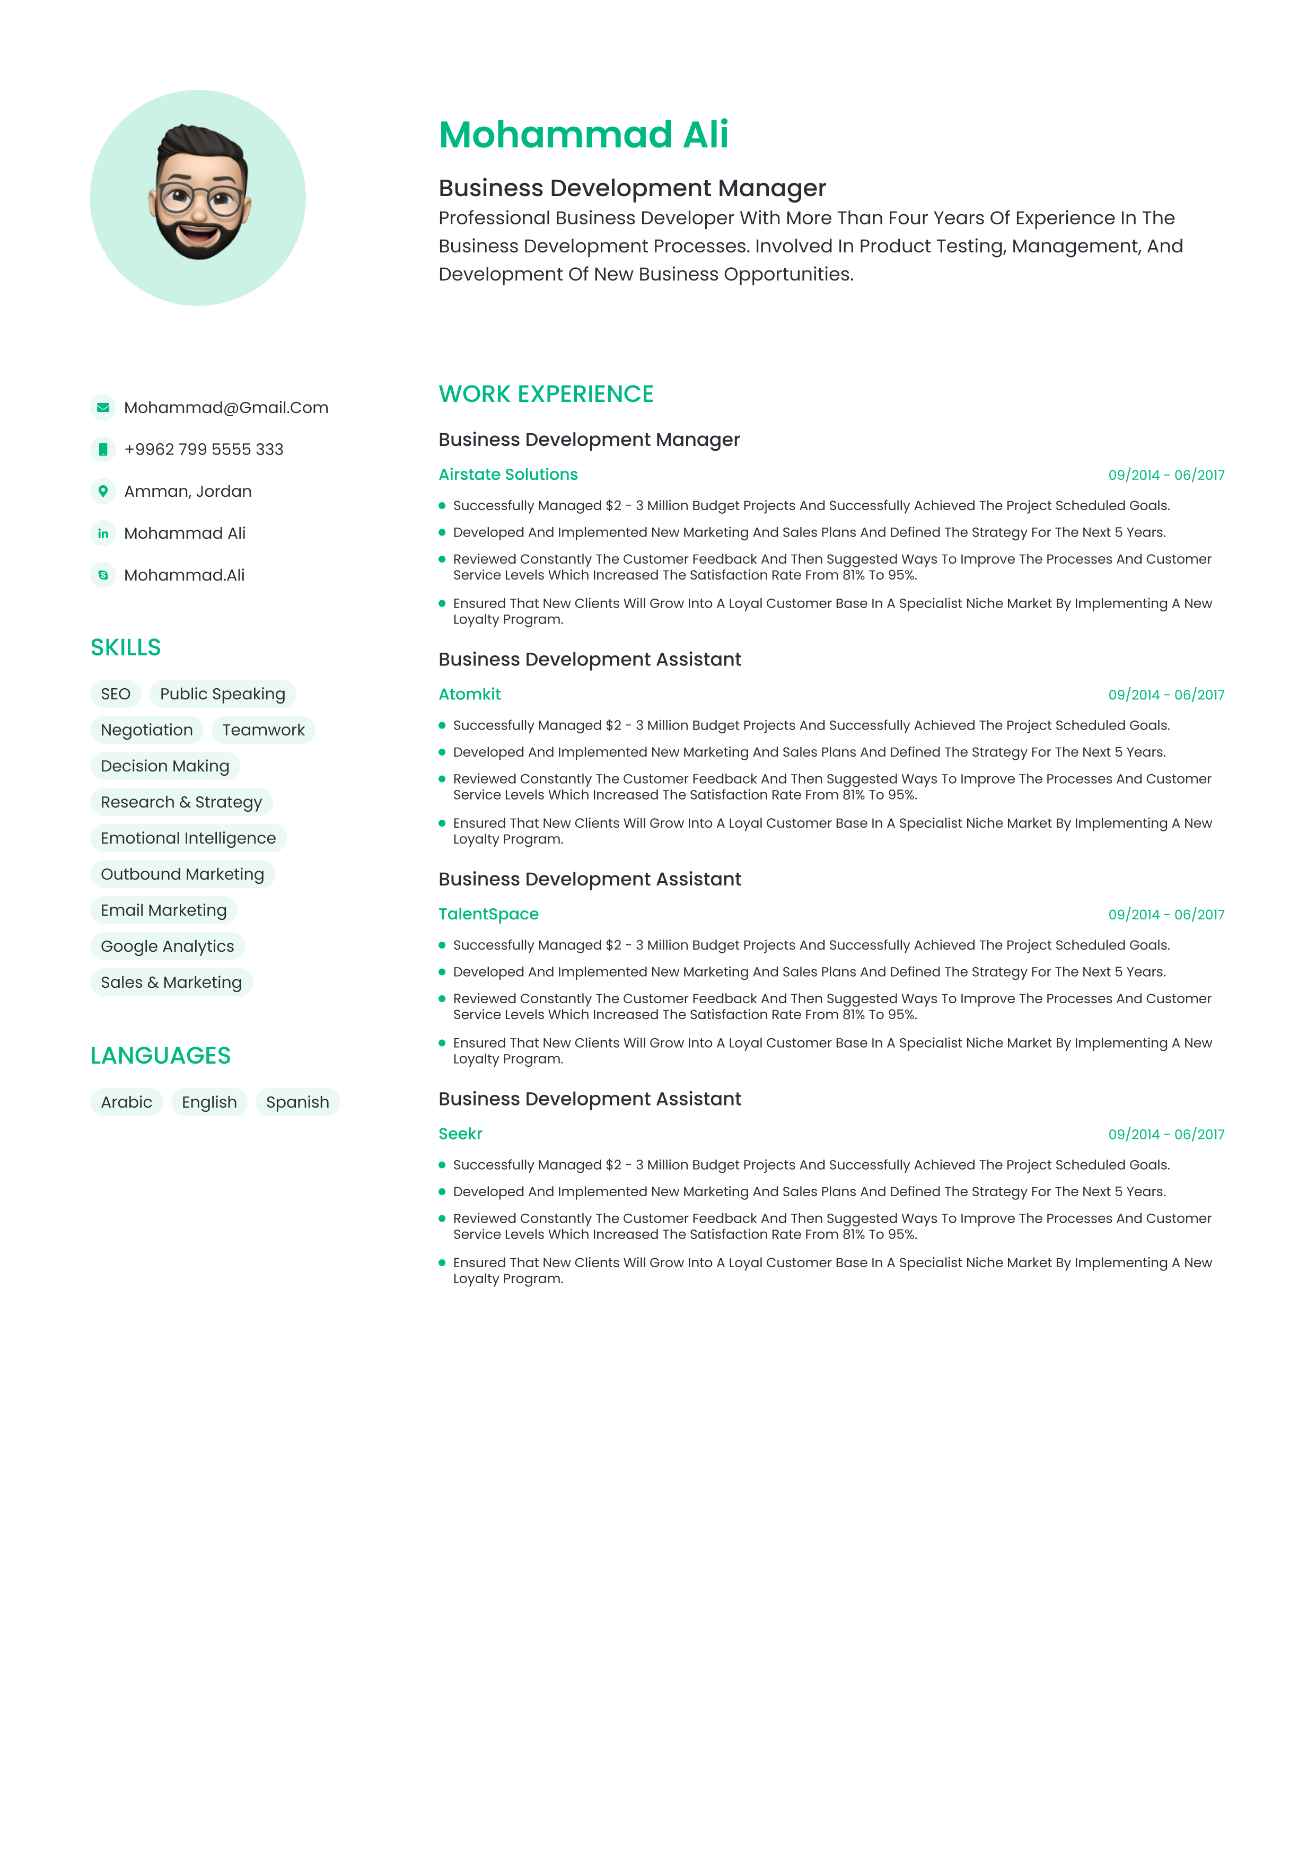 Mohammad Ali
Business Development Manager
Professional Business Developer With More Than Four Years Of Experience In The
Business Development Processes. Involved In Product Testing, Management, And
Development Of New Business Opportunities.
Mohammad@Gmail.Com
+9962 799 5555 333
Amman, Jordan
Mohammad Ali
Mohammad.Ali
SKILLS
SEO Public Speaking
Negotiation Teamwork
Decision Making
Research & Strategy
Emotional Intelligence
Outbound Marketing
Email Marketing
Google Analytics
Sales & Marketing
LANGUAGES
Arabic English Spanish
WORK EXPERIENCE
Business Development Manager
Airstate Solutions 09/2014 - 06/2017
Successfully Managed $2 - 3 Million Budget Projects And Successfully Achieved The Project Scheduled Goals.
Developed And Implemented New Marketing And Sales Plans And Defined The Strategy For The Next 5 Years.
Reviewed Constantly The Customer Feedback And Then Suggested Ways To Improve The Processes And Customer
Service Levels Which Increased The Satisfaction Rate From 81% To 95%.
Ensured That New Clients Will Grow Into A Loyal Customer Base In A Specialist Niche Market By Implementing A New
Loyalty Program.
Business Development Assistant
Atomkit 09/2014 - 06/2017
Successfully Managed $2 - 3 Million Budget Projects And Successfully Achieved The Project Scheduled Goals.
Developed And Implemented New Marketing And Sales Plans And Defined The Strategy For The Next 5 Years.
Reviewed Constantly The Customer Feedback And Then Suggested Ways To Improve The Processes And Customer
Service Levels Which Increased The Satisfaction Rate From 81% To 95%.
Ensured That New Clients Will Grow Into A Loyal Customer Base In A Specialist Niche Market By Implementing A New
Loyalty Program.
Business Development Assistant
TalentSpace 09/2014 - 06/2017
Successfully Managed $2 - 3 Million Budget Projects And Successfully Achieved The Project Scheduled Goals.
Developed And Implemented New Marketing And Sales Plans And Defined The Strategy For The Next 5 Years.
Reviewed Constantly The Customer Feedback And Then Suggested Ways To Improve The Processes And Customer
Service Levels Which Increased The Satisfaction Rate From 81% To 95%.
Ensured That New Clients Will Grow Into A Loyal Customer Base In A Specialist Niche Market By Implementing A New
Loyalty Program.
Business Development Assistant
Seekr 09/2014 - 06/2017
Successfully Managed $2 - 3 Million Budget Projects And Successfully Achieved The Project Scheduled Goals.
Developed And Implemented New Marketing And Sales Plans And Defined The Strategy For The Next 5 Years.
Reviewed Constantly The Customer Feedback And Then Suggested Ways To Improve The Processes And Customer
Service Levels Which Increased The Satisfaction Rate From 81% To 95%.
Ensured That New Clients Will Grow Into A Loyal Customer Base In A Specialist Niche Market By Implementing A New
Loyalty Program.